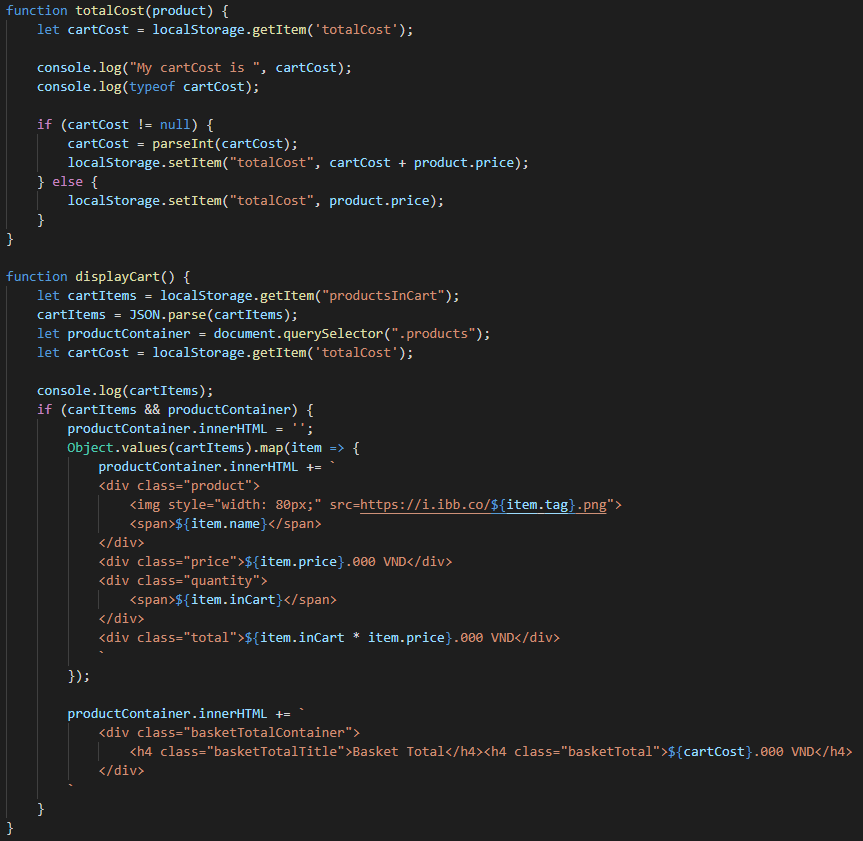 function totalCost(product) {
    let cartCost = localStorage.getItem('totalCost');

    console.log("My cartCost is ", cartCost);
    console.log(typeof cartCost);

    if (cartCost != null) {
        cartCost = parseInt(cartCost);
        localStorage.setItem("totalCost", cartCost + product.price);
    } else {
        localStorage.setItem("totalCost", product.price);
    }
}

function displayCart() {
    let cartItems = localStorage.getItem("productsInCart");
    cartItems = JSON.parse(cartItems);
    let productContainer = document.querySelector(".products");
    let cartCost = localStorage.getItem('totalCost');

    console.log(cartItems);
    if (cartItems && productContainer) {
        productContainer.innerHTML = '';
        Object.values(cartItems).map(item => {
            productContainer.innerHTML += `
            <div class="product">
                <img style="width: 80px;" src=https://i.ibb.co/${item.tag}.png">
                <span>${item.name}</span>
            </div>
            <div class="price">${item.price}.000 VND</div>
            <div class="quantity">
                <span>${item.inCart}</span>
            </div>
            <div class="total">${item.inCart * item.price}.000 VND</div>
            `
        });

        productContainer.innerHTML += `
            <div class="basketTotalContainer">
                <h4 class="basketTotalTitle">Basket Total</h4><h4 class="basketTotal">${cartCost}.000 VND</h4>
            </div>
        `
    }
}